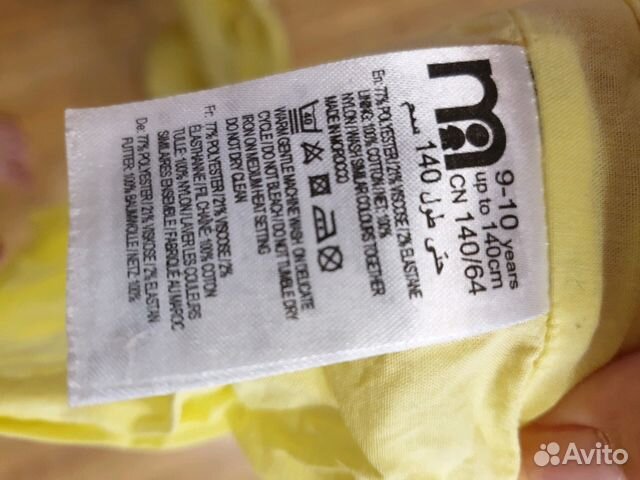 9-10 years
up to 140cm
CN 140/64
حتى طول 140 سم
En: 77% POLYESTER / 21% VISCOSE / 2% ELASTANE
LINING: 100% COTTON / NET: 100%
NYLON / WASH SIMILAR COLOURS TOGETHER
MADE IN MOROCCO
WARM GENTLE MACHINE WASH ON DELICATE
CYCLE / DO NOT BLEACH / DO NOT TUMBLE DRY
IRON ON MEDIUM HEAT SETTING
DO NOT DRY CLEAN
Fr: 77% POLYESTER / 21% VISCOSE / 2%
ELASTHANNE / FIL CHAINE: 100% COTON
TULLE: 100% NYLON / LAVER LES COULEURS
SIMILAIRES ENSEMBLE / FABRIQUE AU MAROC
De: 77% POLYESTER / 21% VISKOSE / 2% ELASTAN
FUTTER: 100% BAUMWOLLE / NETZ: 100%
Avito